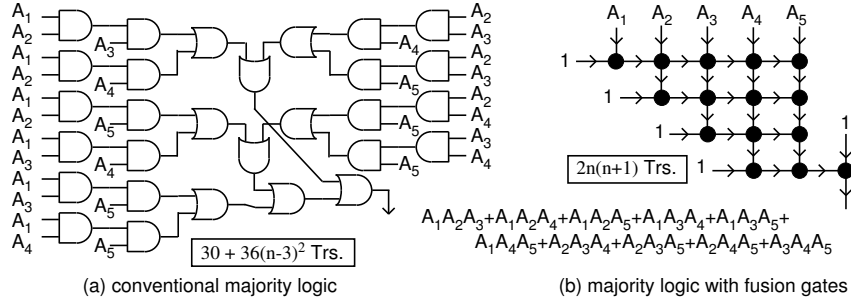 A₁ A₂
A₂ A₃ A₃ A₄
A₁ A₂
A₂ A₄ A₅ A₃
A₁ A₂
A₂ A₅ A₅ A₄
A₁ A₃
A₃ A₄ A₅ A₄
A₁
A₃ A₅
A₁
A₄ A₅
30 + 36(n-3)² Trs.
(a) conventional majority logic
A₁ A₂ A₃ A₄ A₅
1
1
1 1
1
2n(n+1) Trs.
A₁A₂A₃+A₁A₂A₄+A₁A₂A₅+A₁A₃A₄+A₁A₃A₅+
A₁A₄A₅+A₂A₃A₄+A₂A₃A₅+A₂A₄A₅+A₃A₄A₅
(b) majority logic with fusion gates